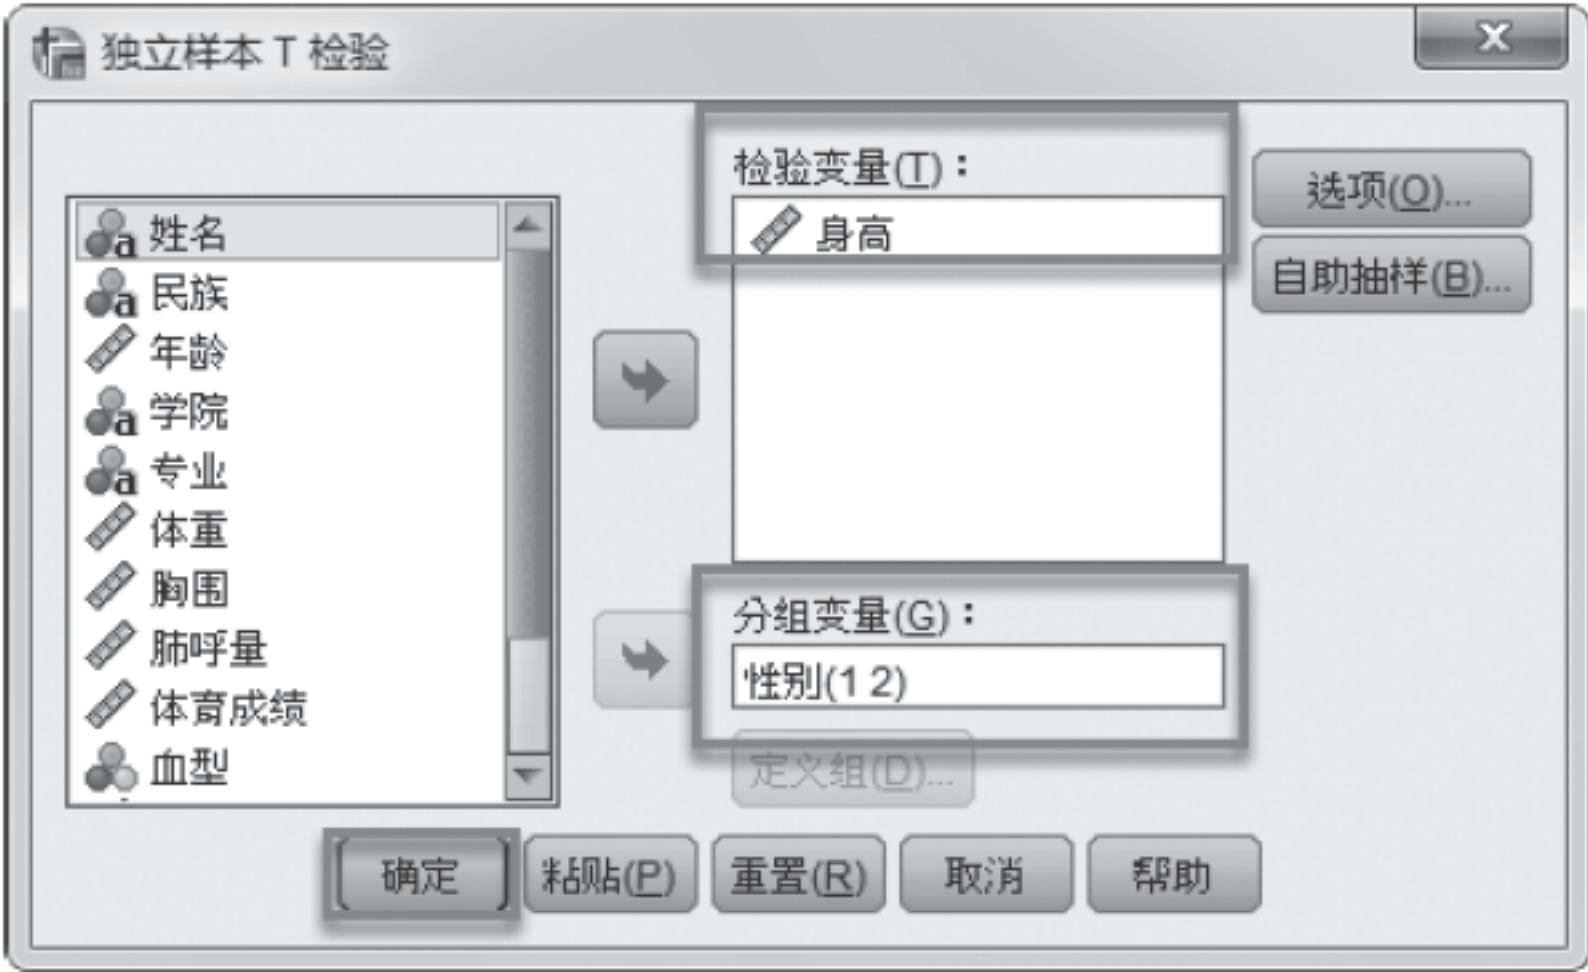 独立样本 T 检验
检验变量(T)：
身高
选项(O)...
自助抽样(B)...
姓名
民族
年龄
学院
专业
体重
胸围
肺呼量
体育成绩
血型
分组变量(G)：
性别(1 2)
定义组(D)...
确定
粘贴(P)
重置(R)
取消
帮助